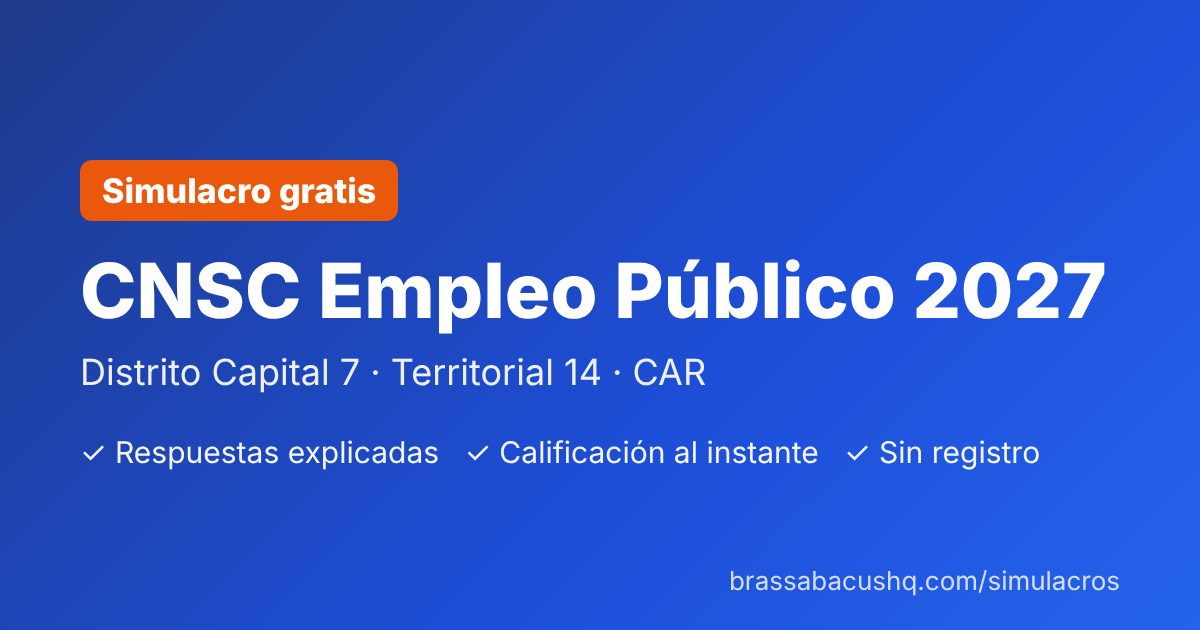 Simulacro gratis
CNSC Empleo Público 2027
Distrito Capital 7 · Territorial 14 · CAR
✓ Respuestas explicadas ✓ Calificación al instante ✓ Sin registro
brassabacushq.com/simulacros